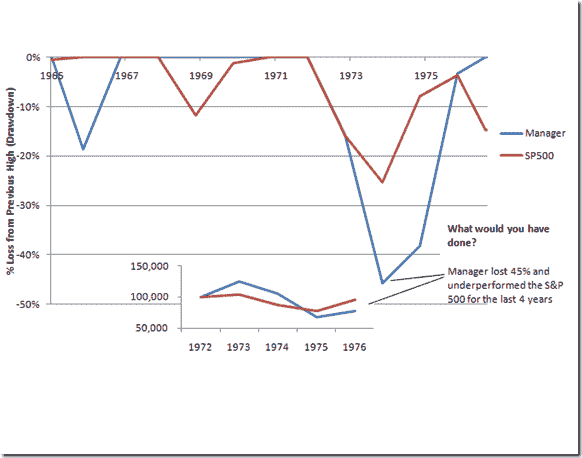 % Loss from Previous High (Drawdown)
0%
1965 1967 1969 1971 1973 1975
-10%
-20%
-30%
-40%
-50%
Manager
SP500
What would you have
done?
Manager lost 45% and
underperformed the S&P
500 for the last 4 years
150,000
100,000
50,000
1972 1973 1974 1975 1976